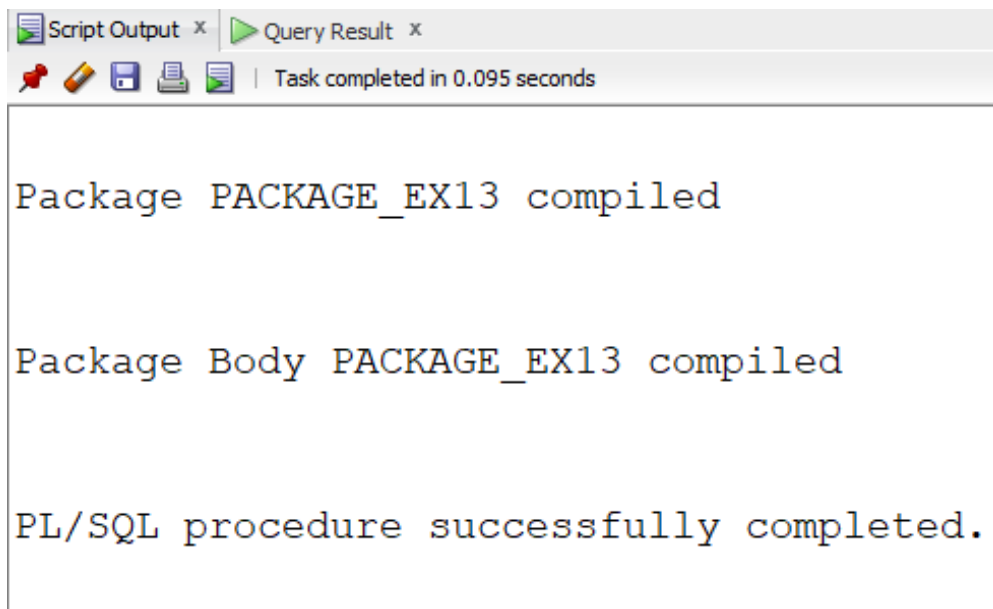 Script Output x Query Result x
| Task completed in 0.095 seconds
Package PACKAGE_EX13 compiled
Package Body PACKAGE_EX13 compiled
PL/SQL procedure successfully completed.